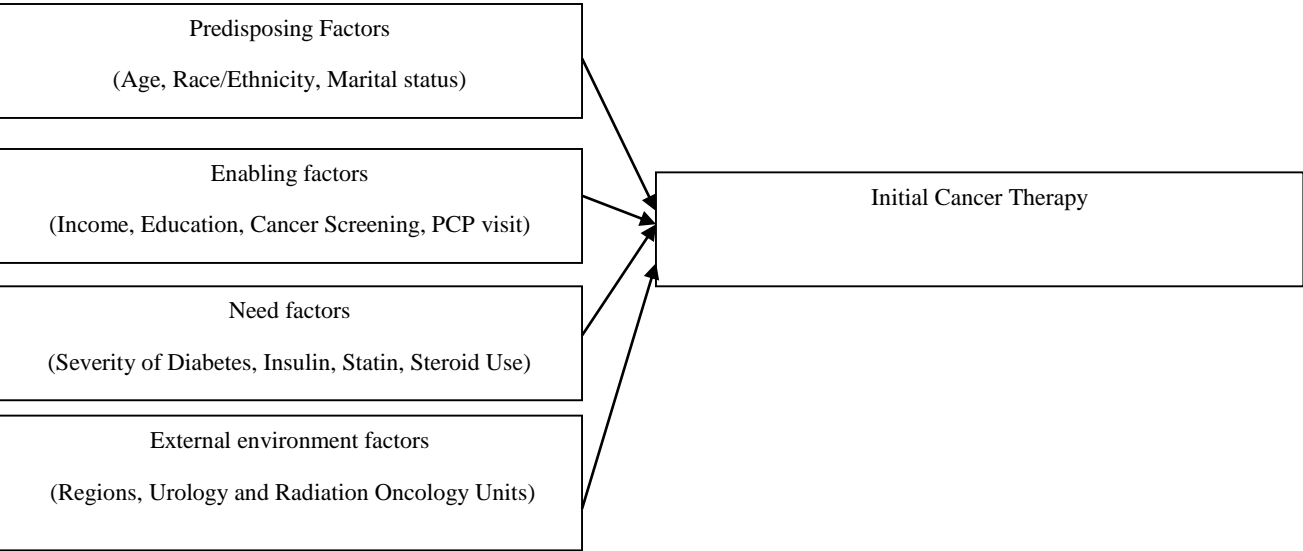 Predisposing Factors
(Age, Race/Ethnicity, Marital status)
Enabling factors
(Income, Education, Cancer Screening, PCP visit)
Need factors
(Severity of Diabetes, Insulin, Statin, Steroid Use)
External environment factors
(Regions, Urology and Radiation Oncology Units)
Initial Cancer Therapy